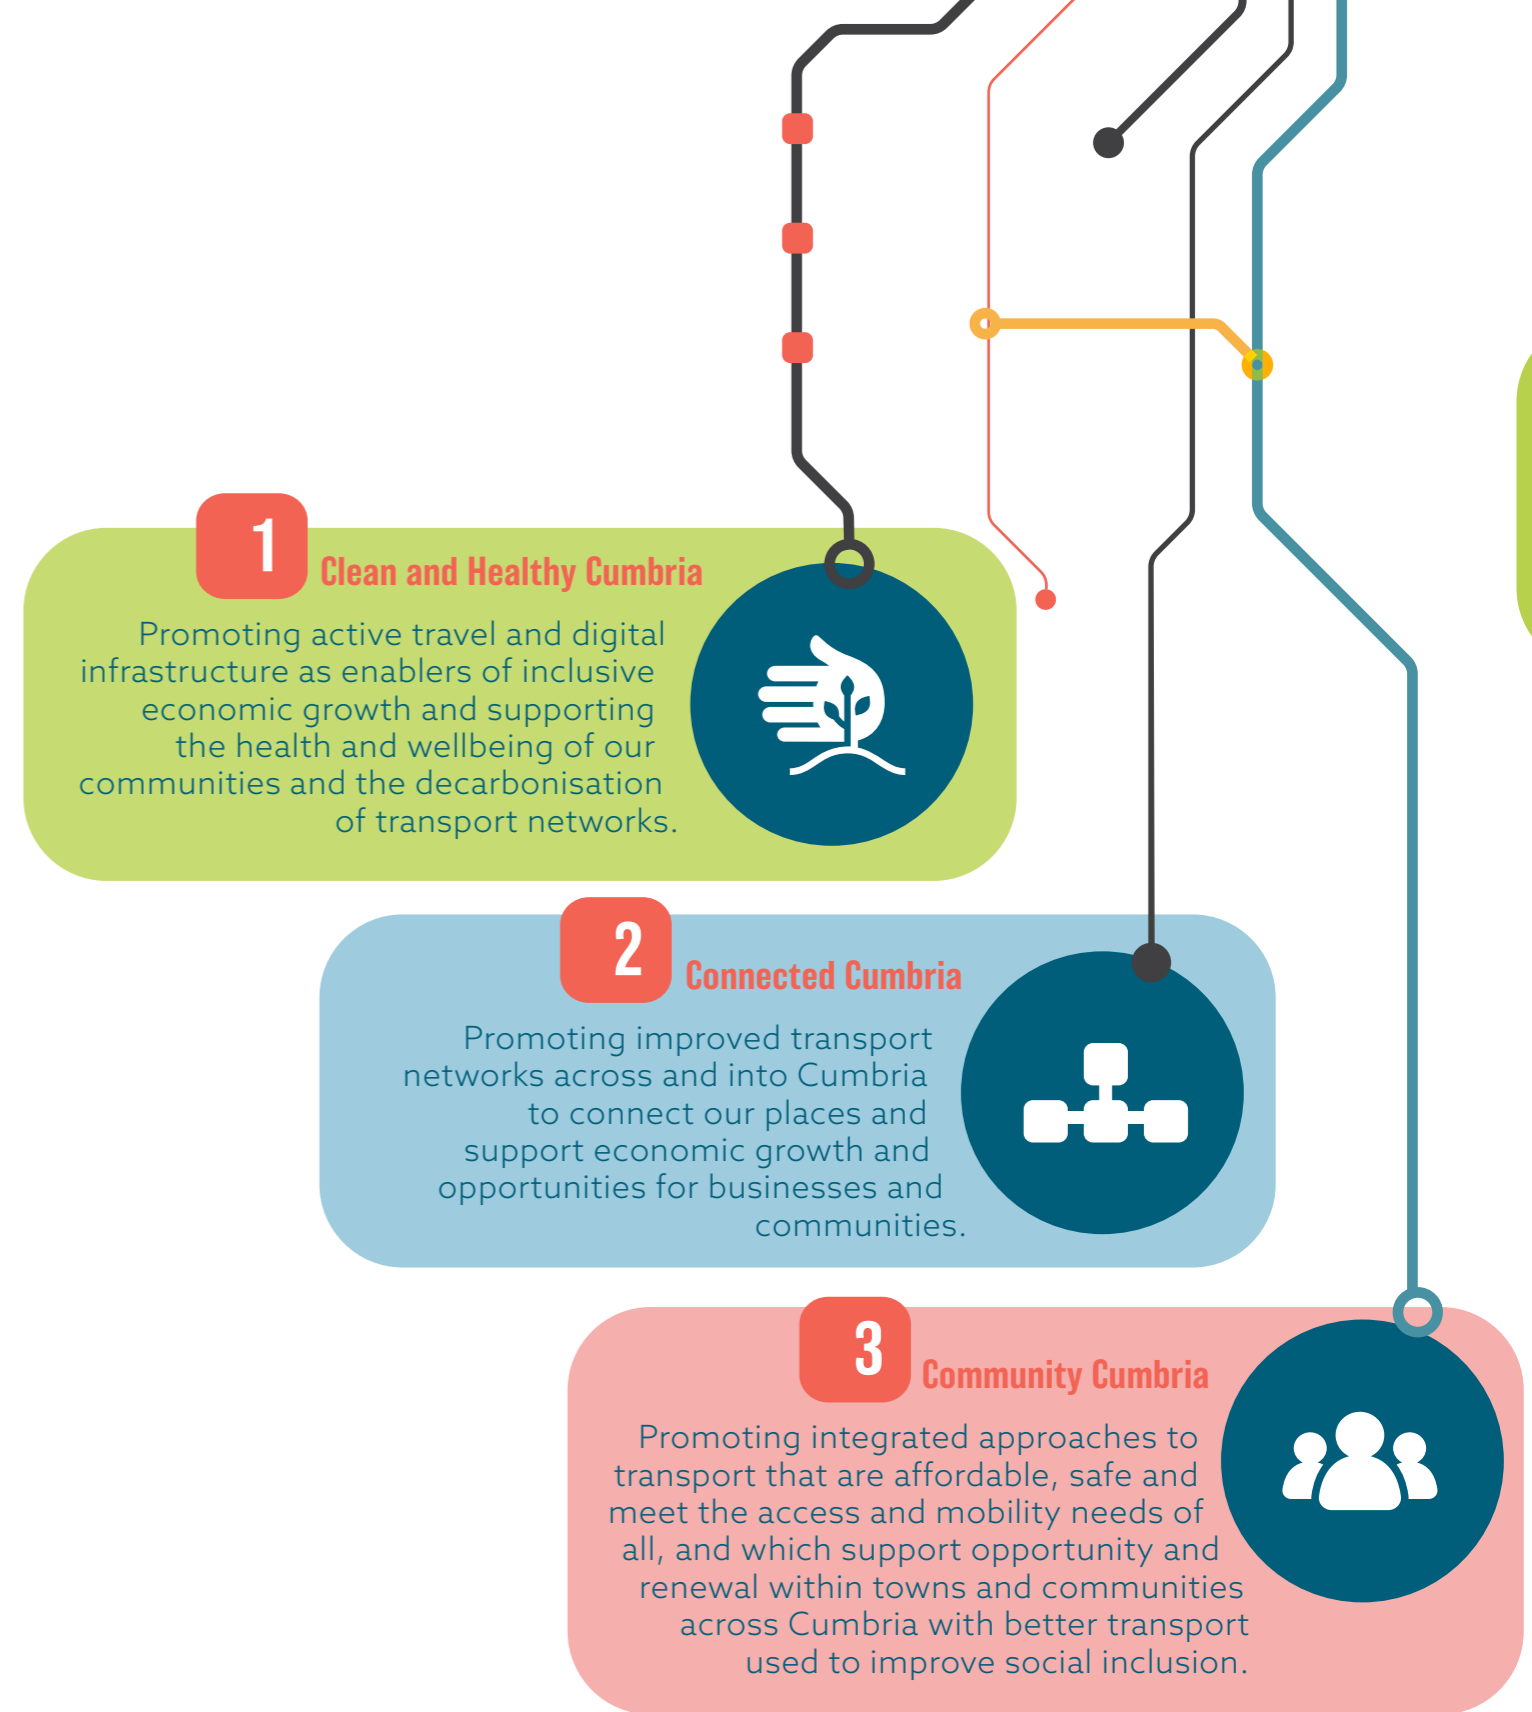 1
Clean and Healthy Cumbria
Promoting active travel and digital
infrastructure as enablers of inclusive
economic growth and supporting
the health and wellbeing of our
communities and the decarbonisation
of transport networks.
2
Connected Cumbria
Promoting improved transport
networks across and into Cumbria
to connect our places and
support economic growth and
opportunities for businesses and
communities.
3
Community Cumbria
Promoting integrated approaches to
transport that are affordable, safe and
meet the access and mobility needs of
all, and which support opportunity and
renewal within towns and communities
across Cumbria with better transport
used to improve social inclusion.